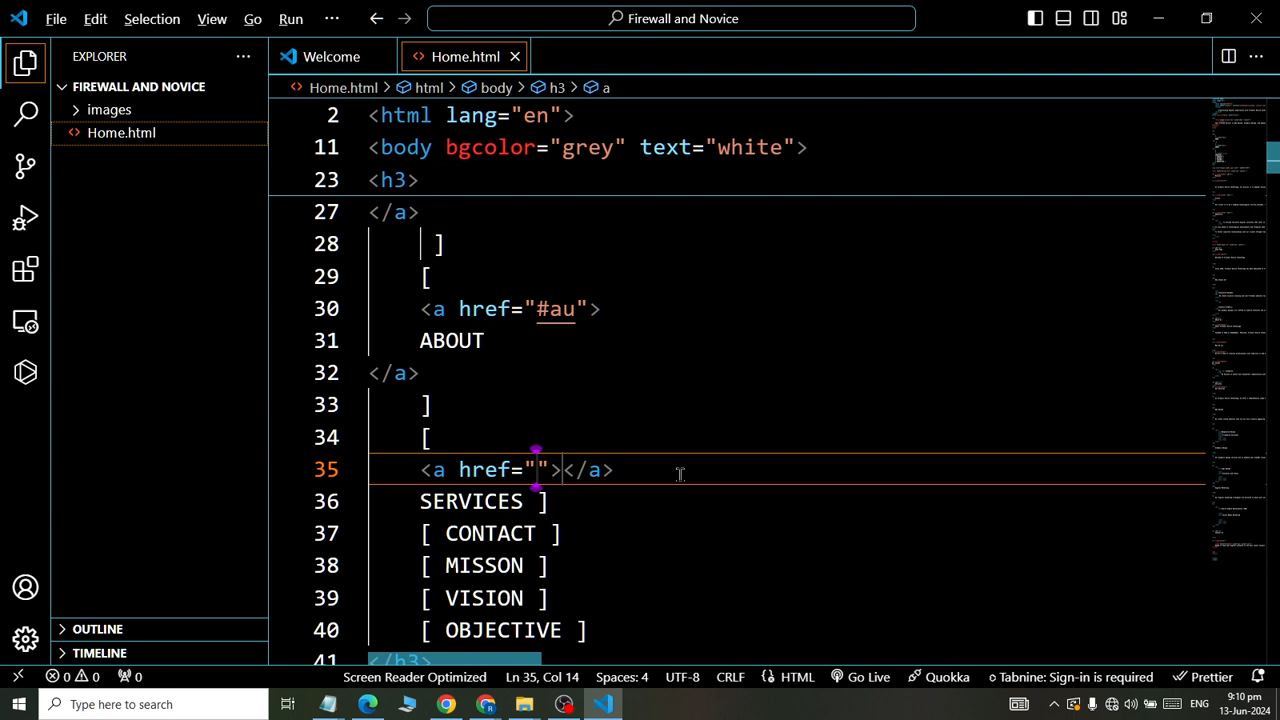 File Edit Selection View Go Run ··· Firewall and Novice
EXPLORER ···
FIREWALL AND NOVICE
images
Home.html
OUTLINE
TIMELINE
Welcome Home.html
Home.html > html > body > h3 > a
2 <html lang="en">
11 <body bgcolor="grey" text="white">
23 <h3>
27 </a>
28 ]
29 [
30 <a href="#au">
31 ABOUT
32 </a>
33 ]
34 [
35 <a href=""></a
36 SERVICES ]
37 [ CONTACT ]
38 [ MISSON ]
39 [ VISION ]
40 [ OBJECTIVE ]
41 </h3>
0 0 0 Screen Reader Optimized Ln 35, Col 14 Spaces: 4 UTF-8 CRLF HTML Go Live Quokka Tabnine: Sign-in is required Prettier
Type here to search ENG 9:10 pm
13-Jun-2024